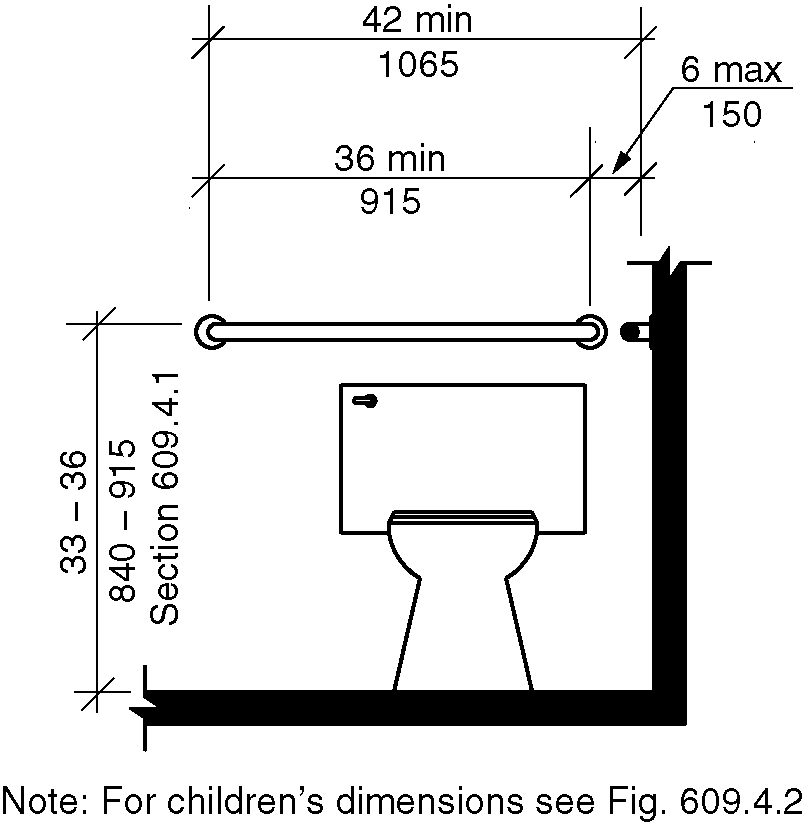 42 min
1065
6 max
150
36 min
915
33 – 36
840 – 915
Section 609.4.1
Note: For children's dimensions see Fig. 609.4.2